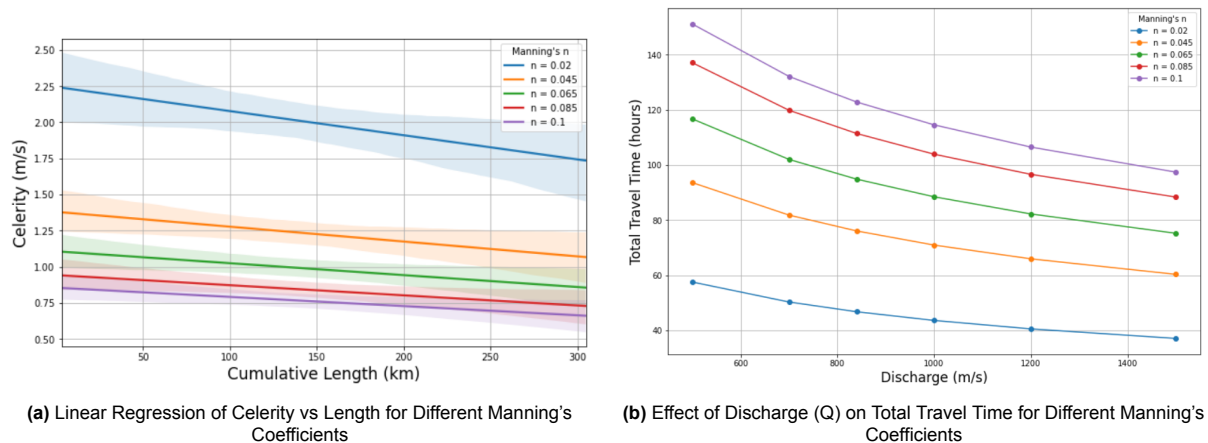 2.50
2.25
2.00
1.75
1.50
1.25
1.00
0.75
0.50
Celerity (m/s)
50
100
150
200
250
300
Cumulative Length (km)
Manning's n
n = 0.02
n = 0.045
n = 0.065
n = 0.085
n = 0.1
(a) Linear Regression of Celerity vs Length for Different Manning's
Coefficients
140
120
100
80
60
40
Total Travel Time (hours)
600
800
1000
1200
1400
Discharge (m/s)
Manning's n
n = 0.02
n = 0.045
n = 0.065
n = 0.085
n = 0.1
(b) Effect of Discharge (Q) on Total Travel Time for Different Manning's
Coefficients